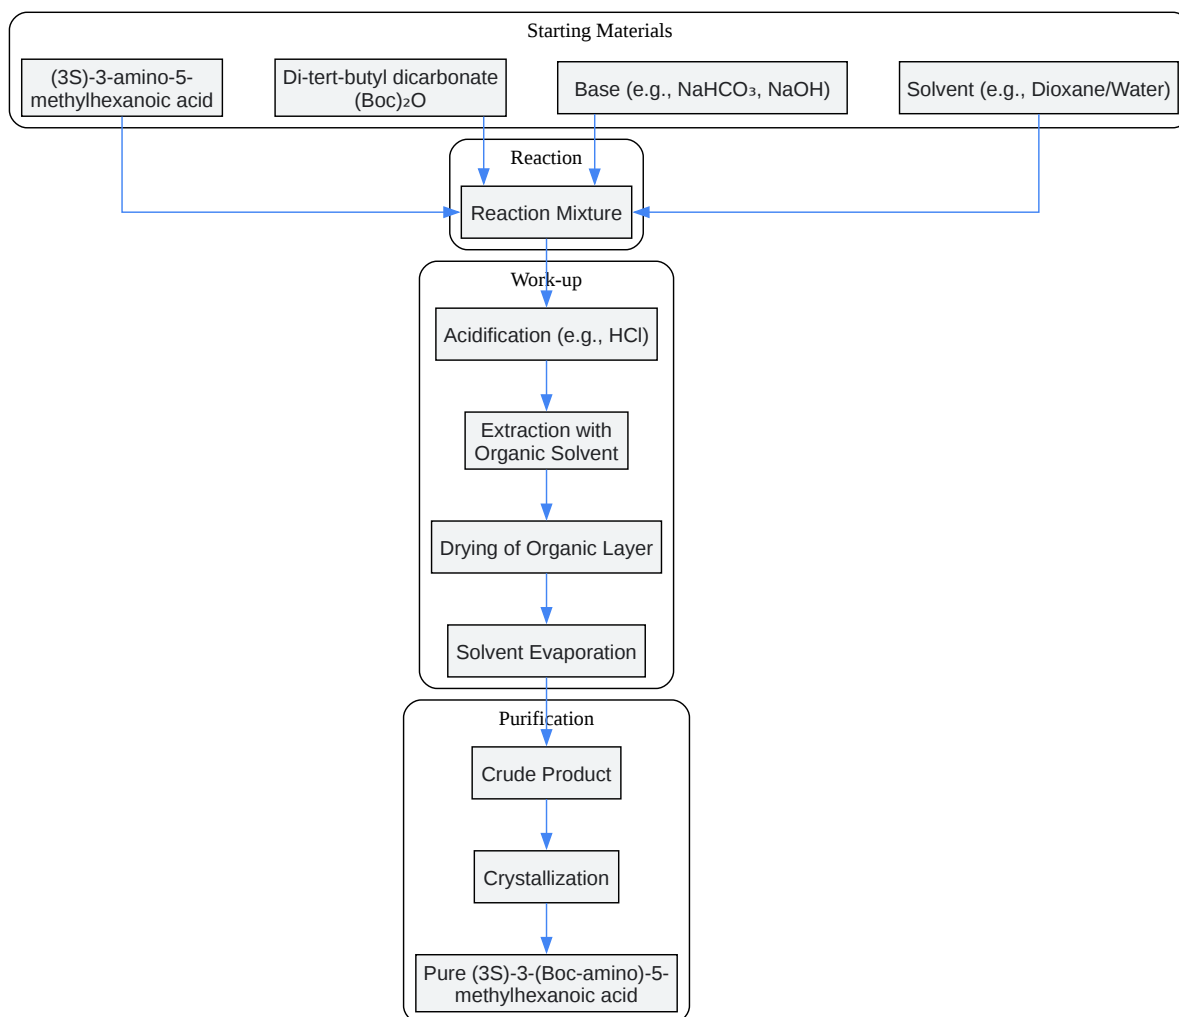 Starting Materials
(3S)-3-amino-5-
methylhexanoic acid
Di-tert-butyl dicarbonate
(Boc)₂O
Base (e.g., NaHCO₃, NaOH)
Solvent (e.g., Dioxane/Water)
Reaction
Reaction Mixture
Work-up
Acidification (e.g., HCl)
Extraction with
Organic Solvent
Drying of Organic Layer
Solvent Evaporation
Purification
Crude Product
Crystallization
Pure (3S)-3-(Boc-amino)-5-
methylhexanoic acid